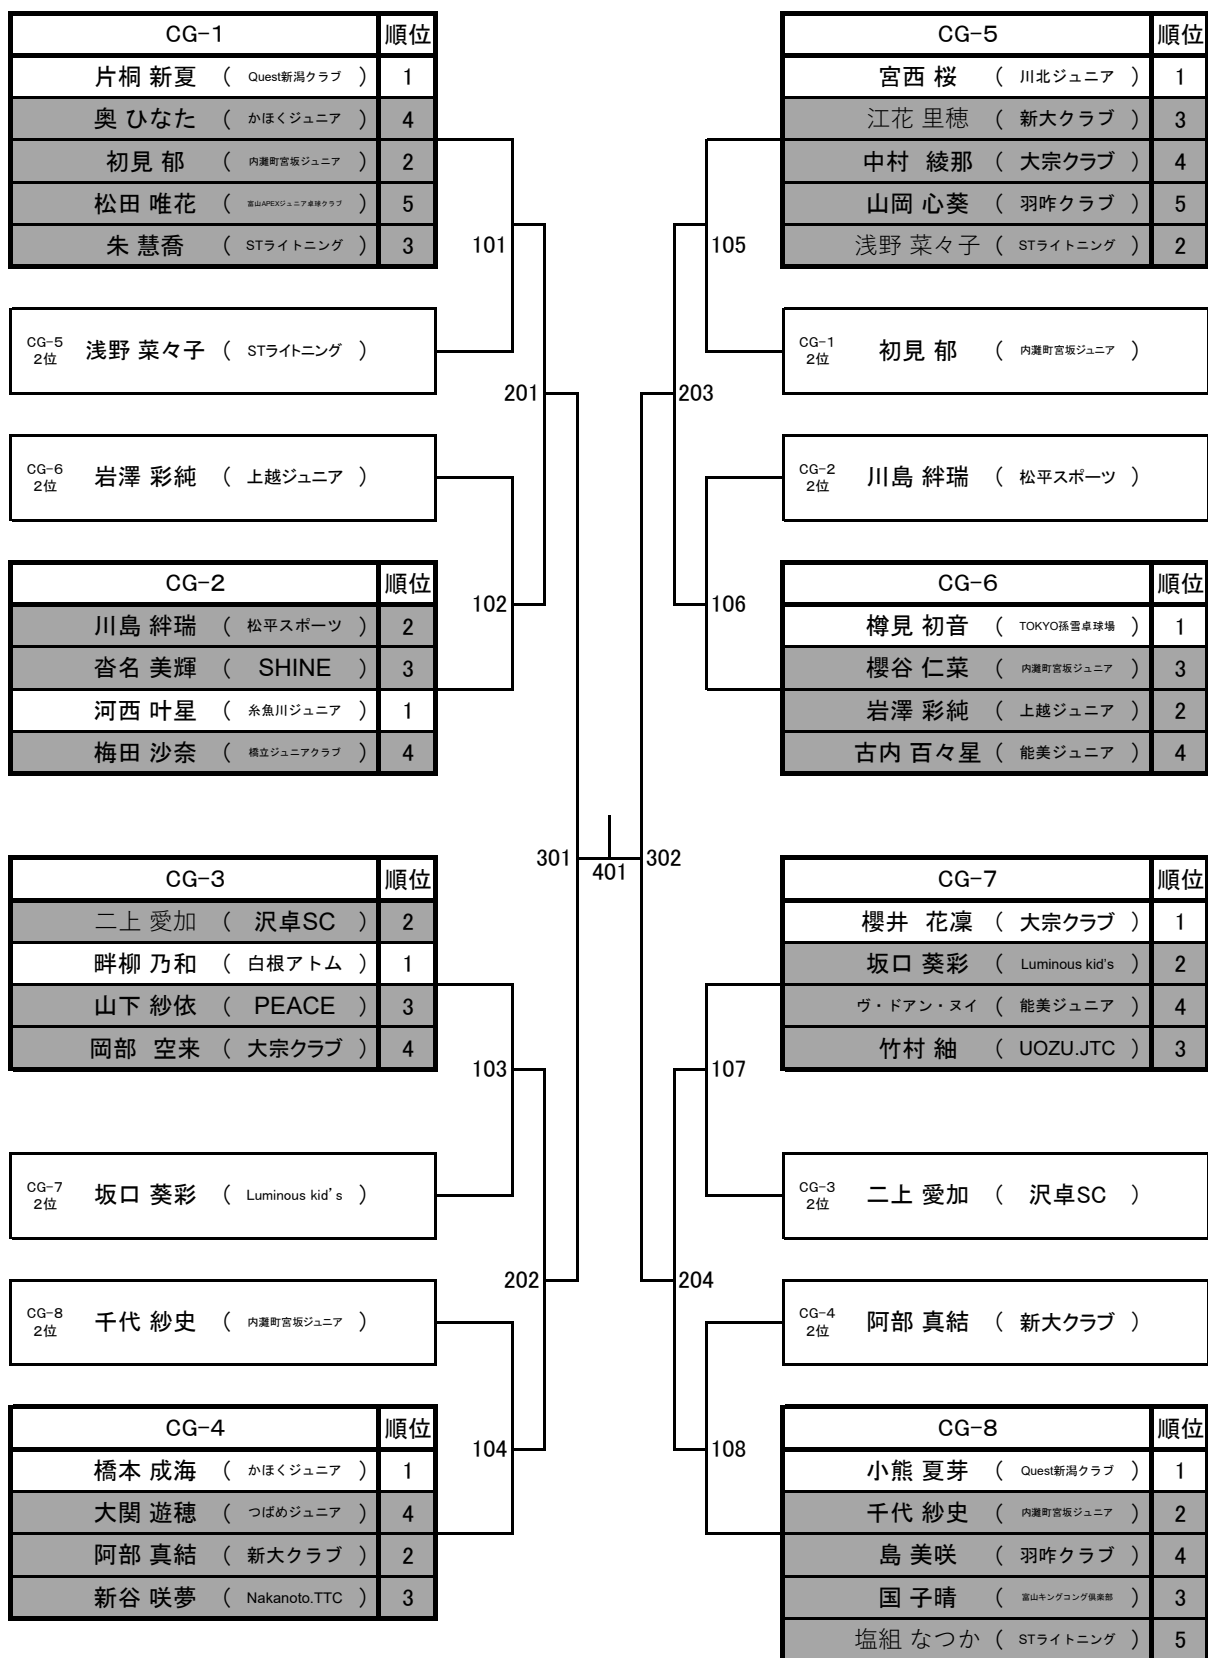 CG-1 順位
片桐 新夏 ( Quest新潟クラブ ) 1
奥 ひなた ( かほくジュニア ) 4
初見 郁 ( 内灘町宮坂ジュニア ) 2
松田 唯花 ( 富山APEXジュニア卓球クラブ ) 5
朱 慧喬 ( STライトニング ) 3
101
CG-5 2位 浅野 菜々子 ( STライトニング )
201
CG-6 2位 岩澤 彩純 ( 上越ジュニア )
CG-2 順位
102
川島 絆瑞 ( 松平スポーツ ) 2
沓名 美輝 ( SHINE ) 3
河西 叶星 ( 糸魚川ジュニア ) 1
梅田 沙奈 ( 橋立ジュニアクラブ ) 4
301
401
302
CG-3 順位
二上 愛加 ( 沢卓SC ) 2
畔柳 乃和 ( 白根アトム ) 1
山下 紗依 ( PEACE ) 3
岡部 空来 ( 大宗クラブ ) 4
103
CG-7 2位 坂口 葵彩 ( Luminous kid's )
202
CG-8 2位 千代 紗史 ( 内灘町宮坂ジュニア )
CG-4 順位
104
橋本 成海 ( かほくジュニア ) 1
大関 遊穂 ( つばめジュニア ) 4
阿部 真結 ( 新大クラブ ) 2
新谷 咲夢 ( Nakanoto.TTC ) 3
CG-5 順位
宮西 桜 ( 川北ジュニア ) 1
江花 里穂 ( 新大クラブ ) 3
中村 綾那 ( 大宗クラブ ) 4
山岡 心葵 ( 羽咋クラブ ) 5
浅野 菜々子 ( STライトニング ) 2
105
CG-1 2位 初見 郁 ( 内灘町宮坂ジュニア )
203
CG-2 2位 川島 絆瑞 ( 松平スポーツ )
CG-6 順位
106
樽見 初音 ( TOKYO孫雪卓球場 ) 1
櫻谷 仁菜 ( 内灘町宮坂ジュニア ) 3
岩澤 彩純 ( 上越ジュニア ) 2
古内 百々星 ( 能美ジュニア ) 4
CG-7 順位
櫻井 花凜 ( 大宗クラブ ) 1
坂口 葵彩 ( Luminous kid's ) 2
ヴ・ドアン・ヌイ ( 能美ジュニア ) 4
竹村 紬 ( UOZU.JTC ) 3
107
CG-3 2位 二上 愛加 ( 沢卓SC )
204
CG-4 2位 阿部 真結 ( 新大クラブ )
CG-8 順位
108
小熊 夏芽 ( Quest新潟クラブ ) 1
千代 紗史 ( 内灘町宮坂ジュニア ) 2
島 美咲 ( 羽咋クラブ ) 4
国 子晴 ( 富山キングコング倶楽部 ) 3
塩組 なつか ( STライトニング ) 5